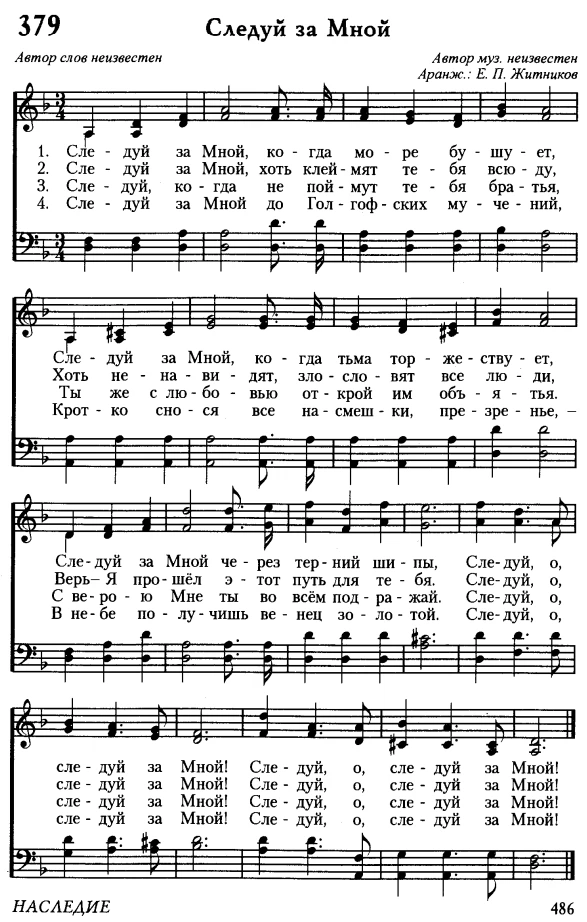 379 Следуй за Мной
Автор слов неизвестен Автор муз. неизвестен
Аранж.: Е. П. Житников
3/4
1. Сле - дуй за Мной, ко - гда мо - ре бу - шу - ет,
2. Сле - дуй за Мной, хоть клей - мят те - бя всю - ду,
3. Сле - дуй, ко - гда не пой - мут те - бя бра - тья,
4. Сле - дуй за Мной до Гол - гоф - ских му - че - ний,
3/4
Сле - дуй за Мной, ко - гда тьма тор - же - ству - ет,
Хоть не - на - ви - дят, зло - сло - вят все лю - ди,
Ты же с лю - бо - вью от - крой им объ - я - тья.
Крот - ко сно - ся все на - смеш - ки, пре - зре - нье, –
Сле - дуй за Мной че - рез тер - ний ши - пы, Сле - дуй, о,
Верь– Я про - шёл э - тот путь для те - бя. Сле - дуй, о,
С ве - ро - ю Мне ты во всём под - ра - жай. Сле - дуй, о,
В не - бе по - лу - чишь ве - нец зо - ло - той. Сле - дуй, о,
сле - дуй за Мной! Сле - дуй, о, сле - дуй за Мной!
сле - дуй за Мной! Сле - дуй, о, сле - дуй за Мной!
сле - дуй за Мной! Сле - дуй, о, сле - дуй за Мной!
сле - дуй за Мной! Сле - дуй, о, сле - дуй за Мной!
НАСЛЕДИЕ 486